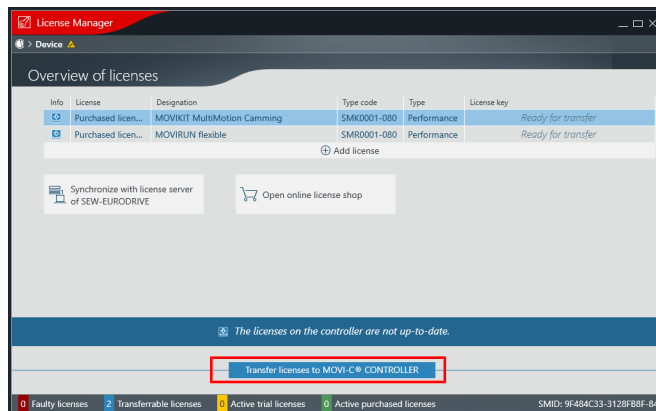 License Manager
> Device
Overview of licenses
Info License Designation Type code Type License key
Purchased licen... MOVIKIT MultiMotion Camming SMK0001-080 Performance Ready for transfer
Purchased licen... MOVIRUN flexible SMR0001-080 Performance Ready for transfer
Add license
Synchronize with license server
of SEW-EURODRIVE
Open online license shop
The licenses on the controller are not up-to-date.
Transfer licenses to MOVI-C® CONTROLLER
0 Faulty licenses 2 Transferrable licenses 0 Active trial licenses 0 Active purchased licenses SMID: 9F484C33-3128FB8F-84